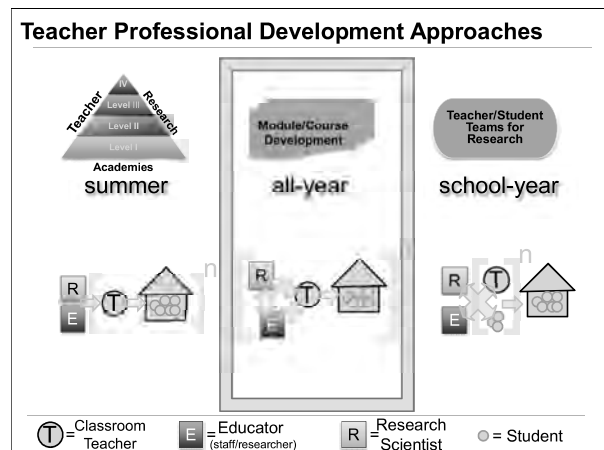 Teacher Professional Development Approaches
IV
Level III
Level II
Level I
Teacher
Research
Academies
summer
Module/Course
Development
all-year
Teacher/Student
Teams for
Research
school-year
R
E
T
n
R
E
T
n
R
E
T
n
T
=Classroom
Teacher
E
=Educator
(staff/researcher)
R
=Research
Scientist
= Student